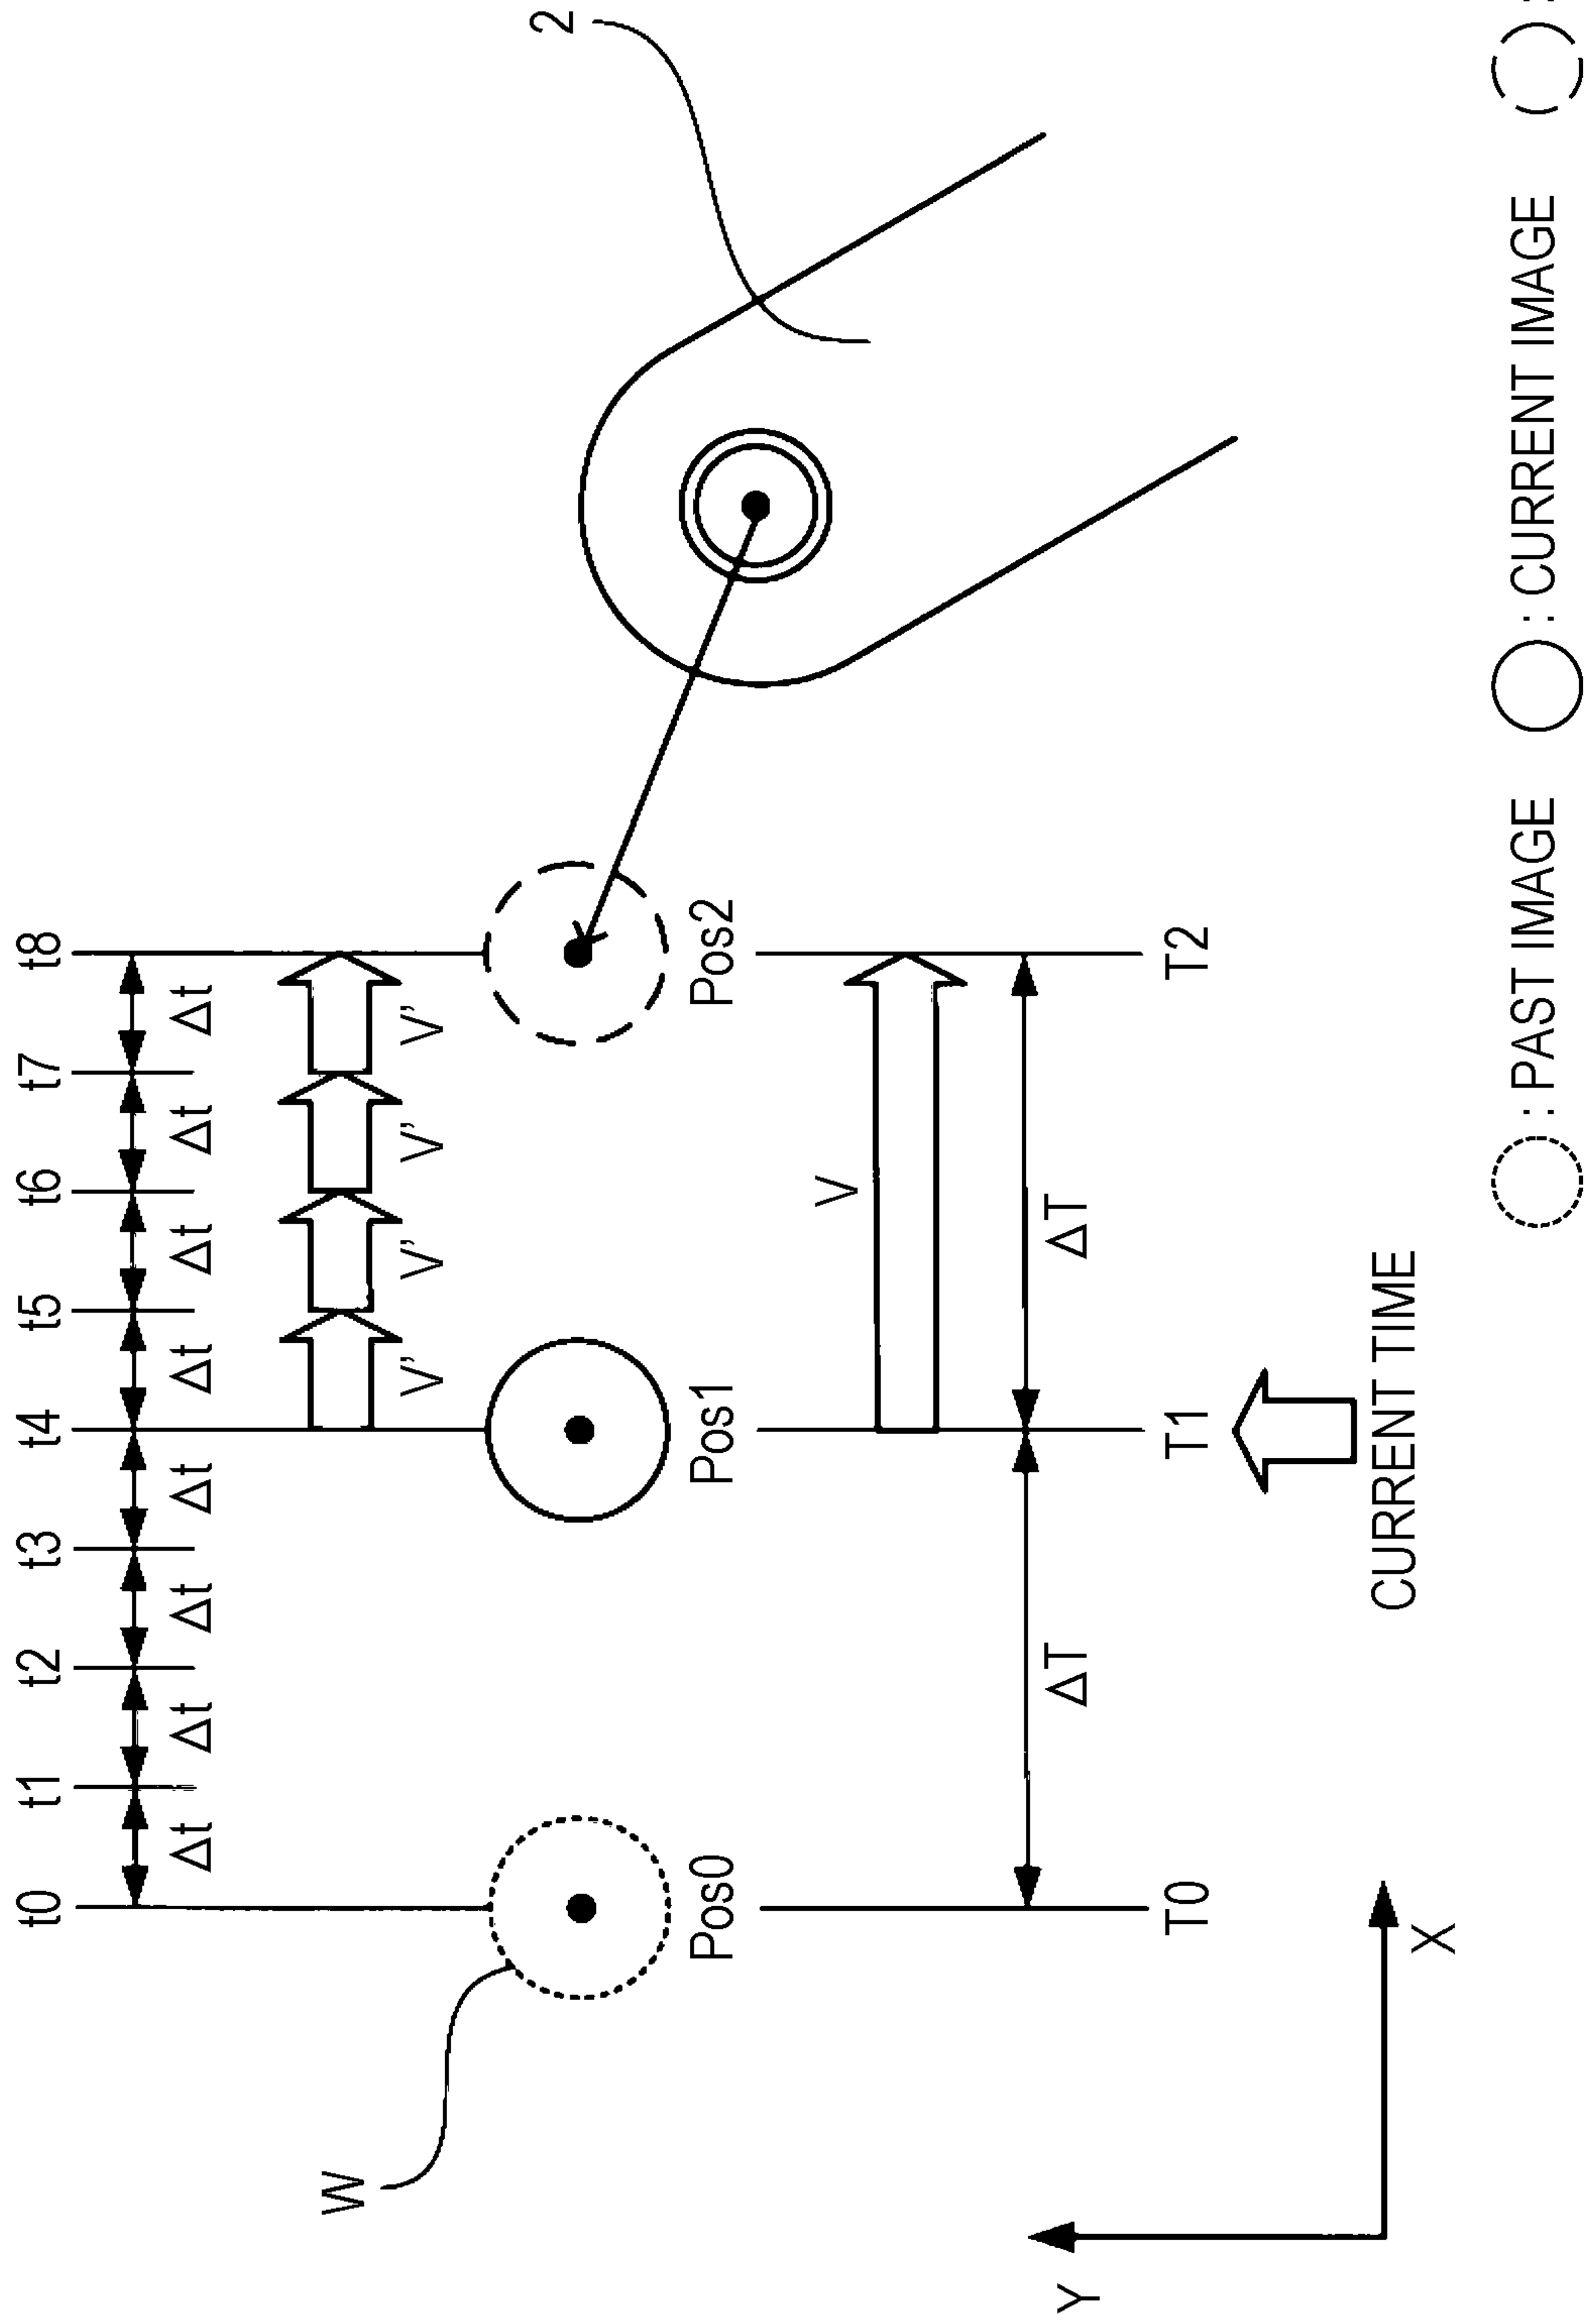 t0 t1 t2 t3 t4 t5 t6 t7 t8
Δt Δt Δt Δt Δt Δt Δt Δt
2
W
V' V' V' V'
Pos0 Pos1 Pos2
V
ΔT ΔT
T0 T1 T2
Y
CURRENT TIME
X
: PAST IMAGE : CURRENT IMAGE :